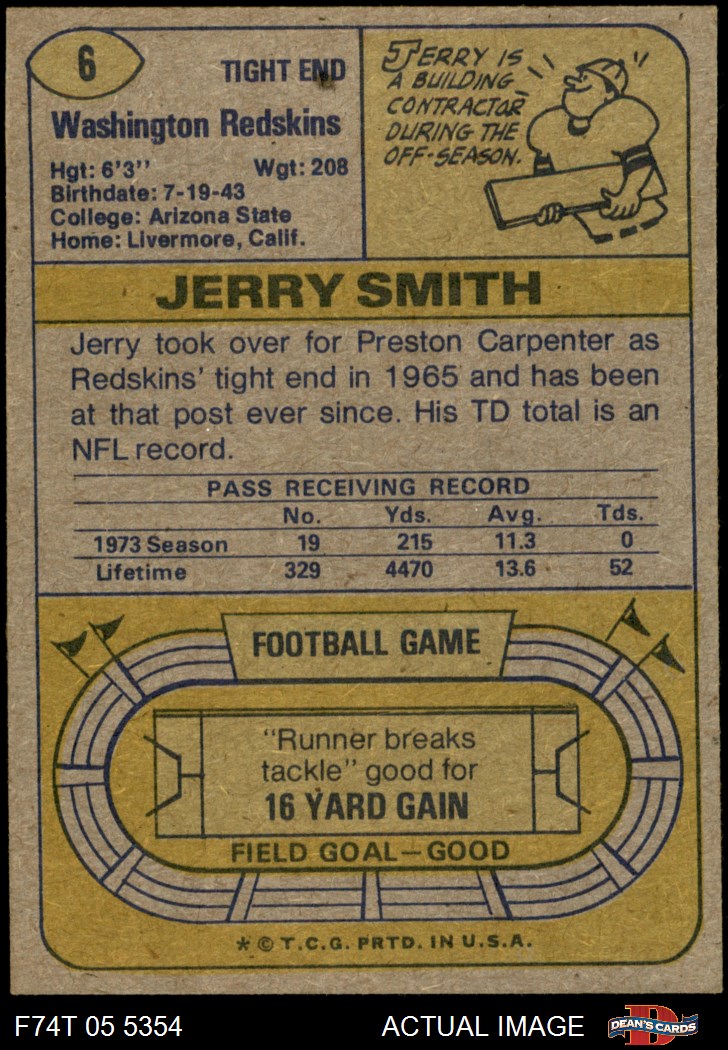 6
TIGHT END
Washington Redskins
Hgt: 6'3'' Wgt: 208
Birthdate: 7-19-43
College: Arizona State
Home: Livermore, Calif.
JERRY IS
A BUILDING
CONTRACTOR
DURING THE
OFF-SEASON.
JERRY SMITH
Jerry took over for Preston Carpenter as
Redskins' tight end in 1965 and has been
at that post ever since. His TD total is an
NFL record.
PASS RECEIVING RECORD
No. Yds. Avg. Tds.
1973 Season 19 215 11.3 0
Lifetime 329 4470 13.6 52
FOOTBALL GAME
"Runner breaks
tackle" good for
16 YARD GAIN
FIELD GOAL—GOOD
* © T.C.G. PRTD. IN U.S.A.
F74T 05 5354 ACTUAL IMAGE D DEAN'S CARDS